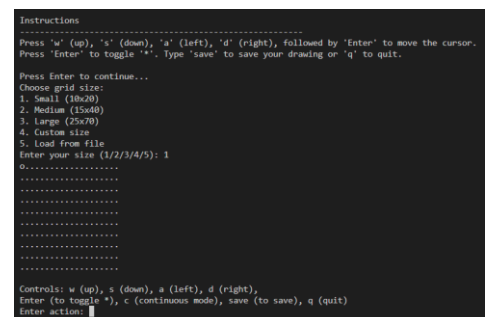 Instructions
------------------------------------------------------------
Press 'w' (up), 's' (down), 'a' (left), 'd' (right), followed by 'Enter' to move the cursor.
Press 'Enter' to toggle '*'. Type 'save' to save your drawing or 'q' to quit.
Press Enter to continue...
Choose grid size:
1. Small (10x20)
2. Medium (15x40)
3. Large (25x70)
4. Custom size
5. Load from file
Enter your size (1/2/3/4/5): 1
o...................
....................
....................
....................
....................
....................
....................
....................
....................
....................
Controls: w (up), s (down), a (left), d (right),
Enter (to toggle *), c (continuous mode), save (to save), q (quit)
Enter action: